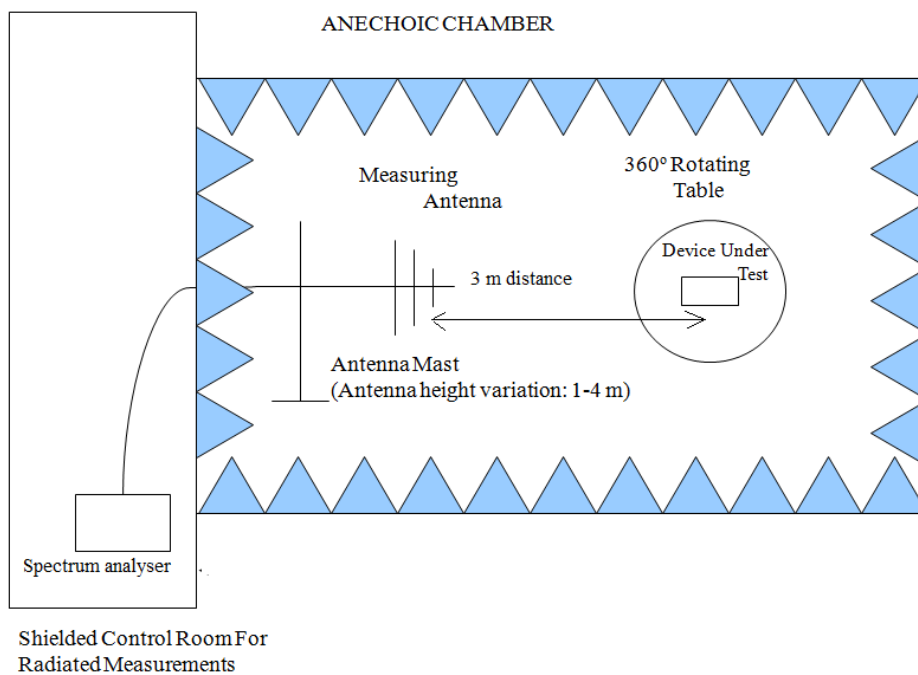 ANECHOIC CHAMBER
Measuring
Antenna
360º Rotating
Table
Device Under
Test
3 m distance
Antenna Mast
(Antenna height variation: 1-4 m)
Spectrum analyser
Shielded Control Room For
Radiated Measurements